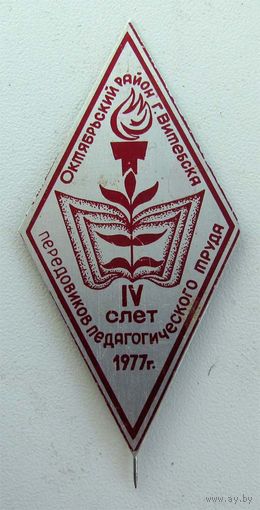 Октябрьский район г. Витебска
IV
слет
передовиков педагогического труда
1977г.
www.ay.by